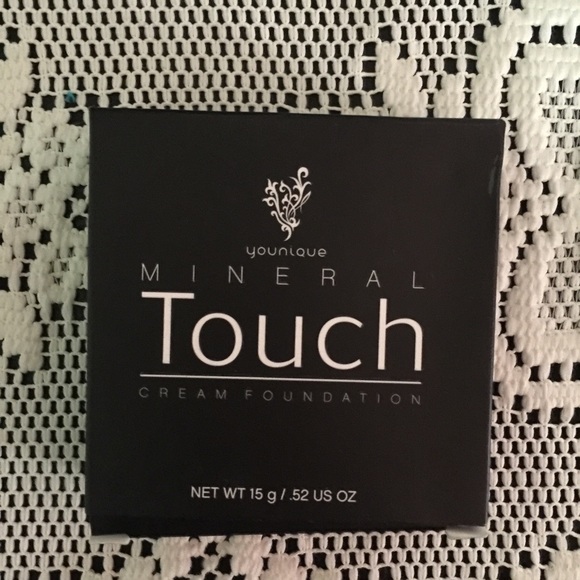 younique
MINERAL
Touch
CREAM FOUNDATION
NET WT 15 g / .52 US OZ